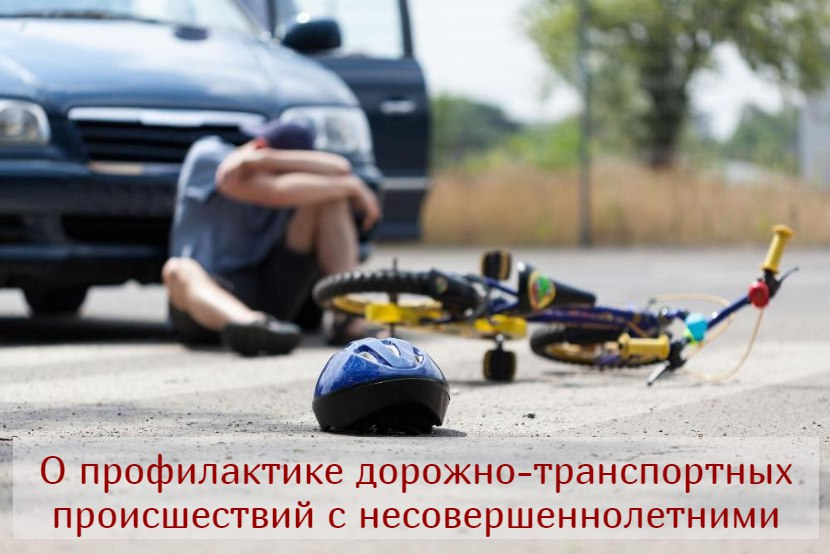 О профилактике дорожно-транспортных
происшествий с несовершеннолетними